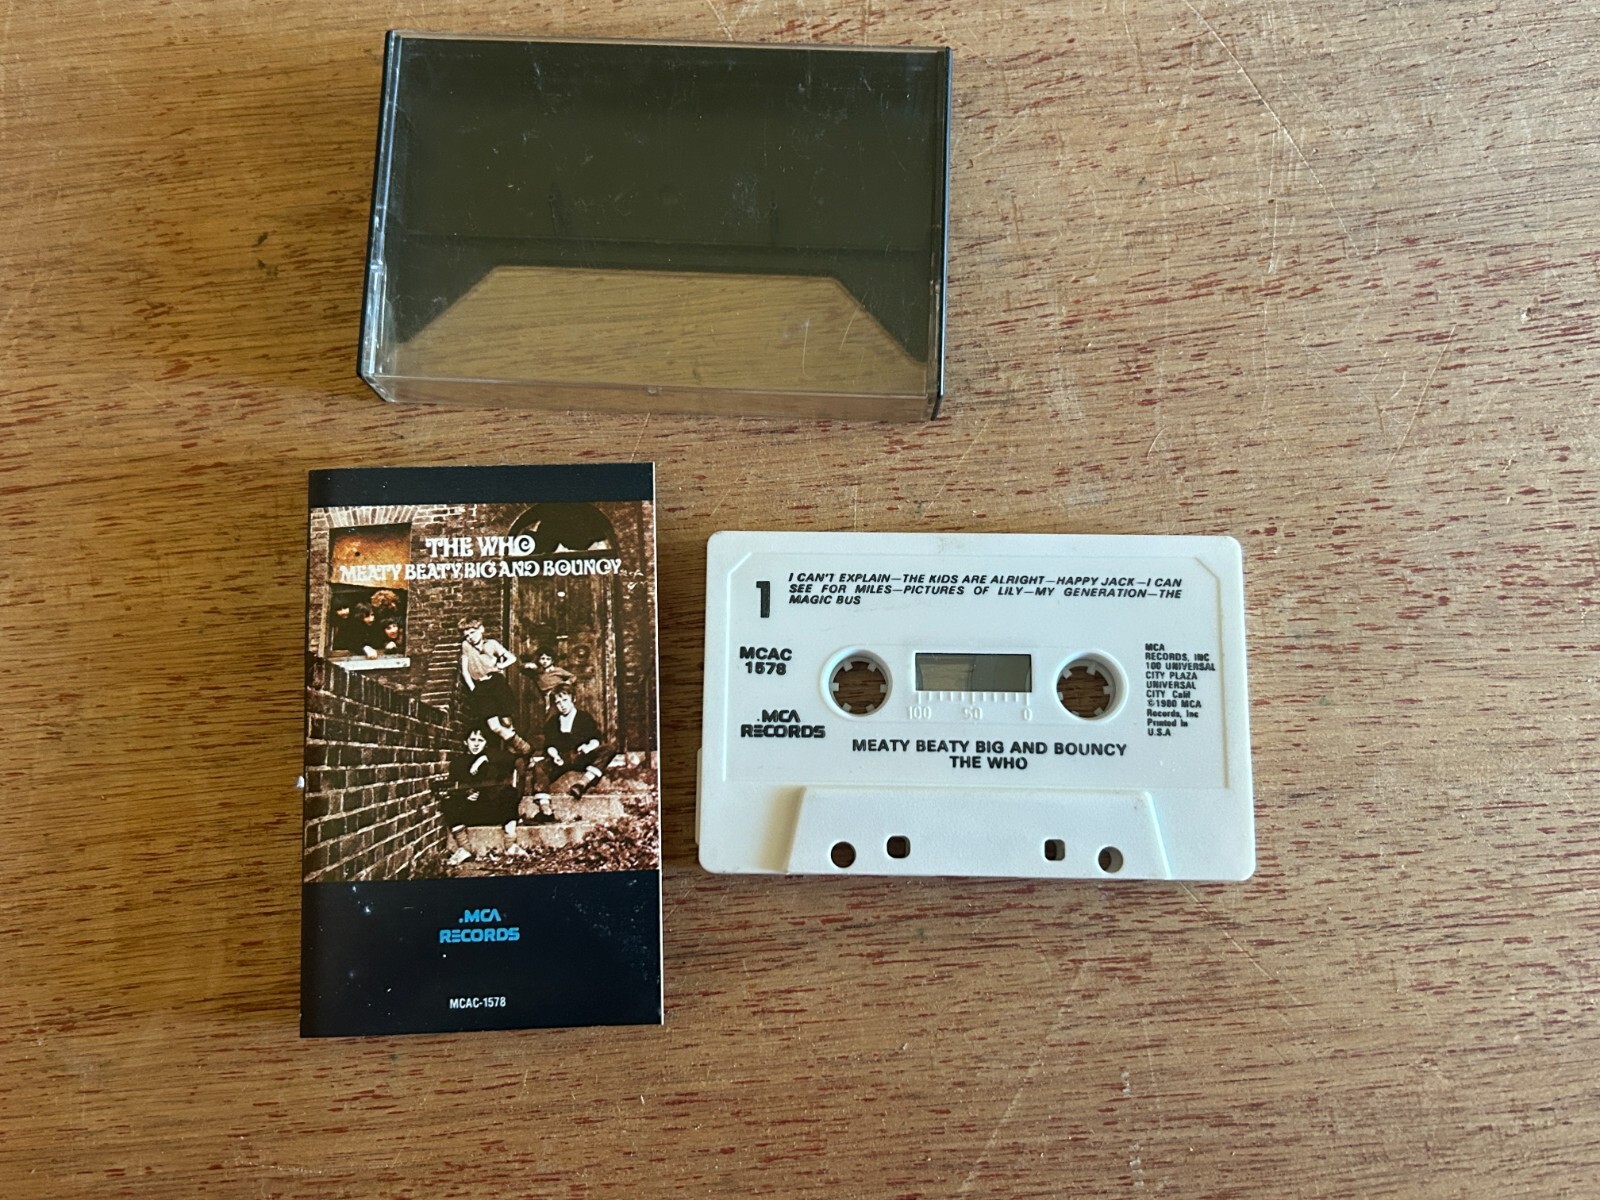 THE WHO
MEATY BEATY BIG AND BOUNCY
.MCA
RECORDS
MCAC-1578
1
I CAN'T EXPLAIN—THE KIDS ARE ALRIGHT—HAPPY JACK—I CAN
SEE FOR MILES—PICTURES OF LILY—MY GENERATION—THE
MAGIC BUS
MCAC
1578
.MCA
RECORDS
100 50 0
MCA
RECORDS, INC
100 UNIVERSAL
CITY PLAZA
UNIVERSAL
CITY Calif
©1980 MCA
Records, Inc
Printed in
U.S.A
MEATY BEATY BIG AND BOUNCY
THE WHO